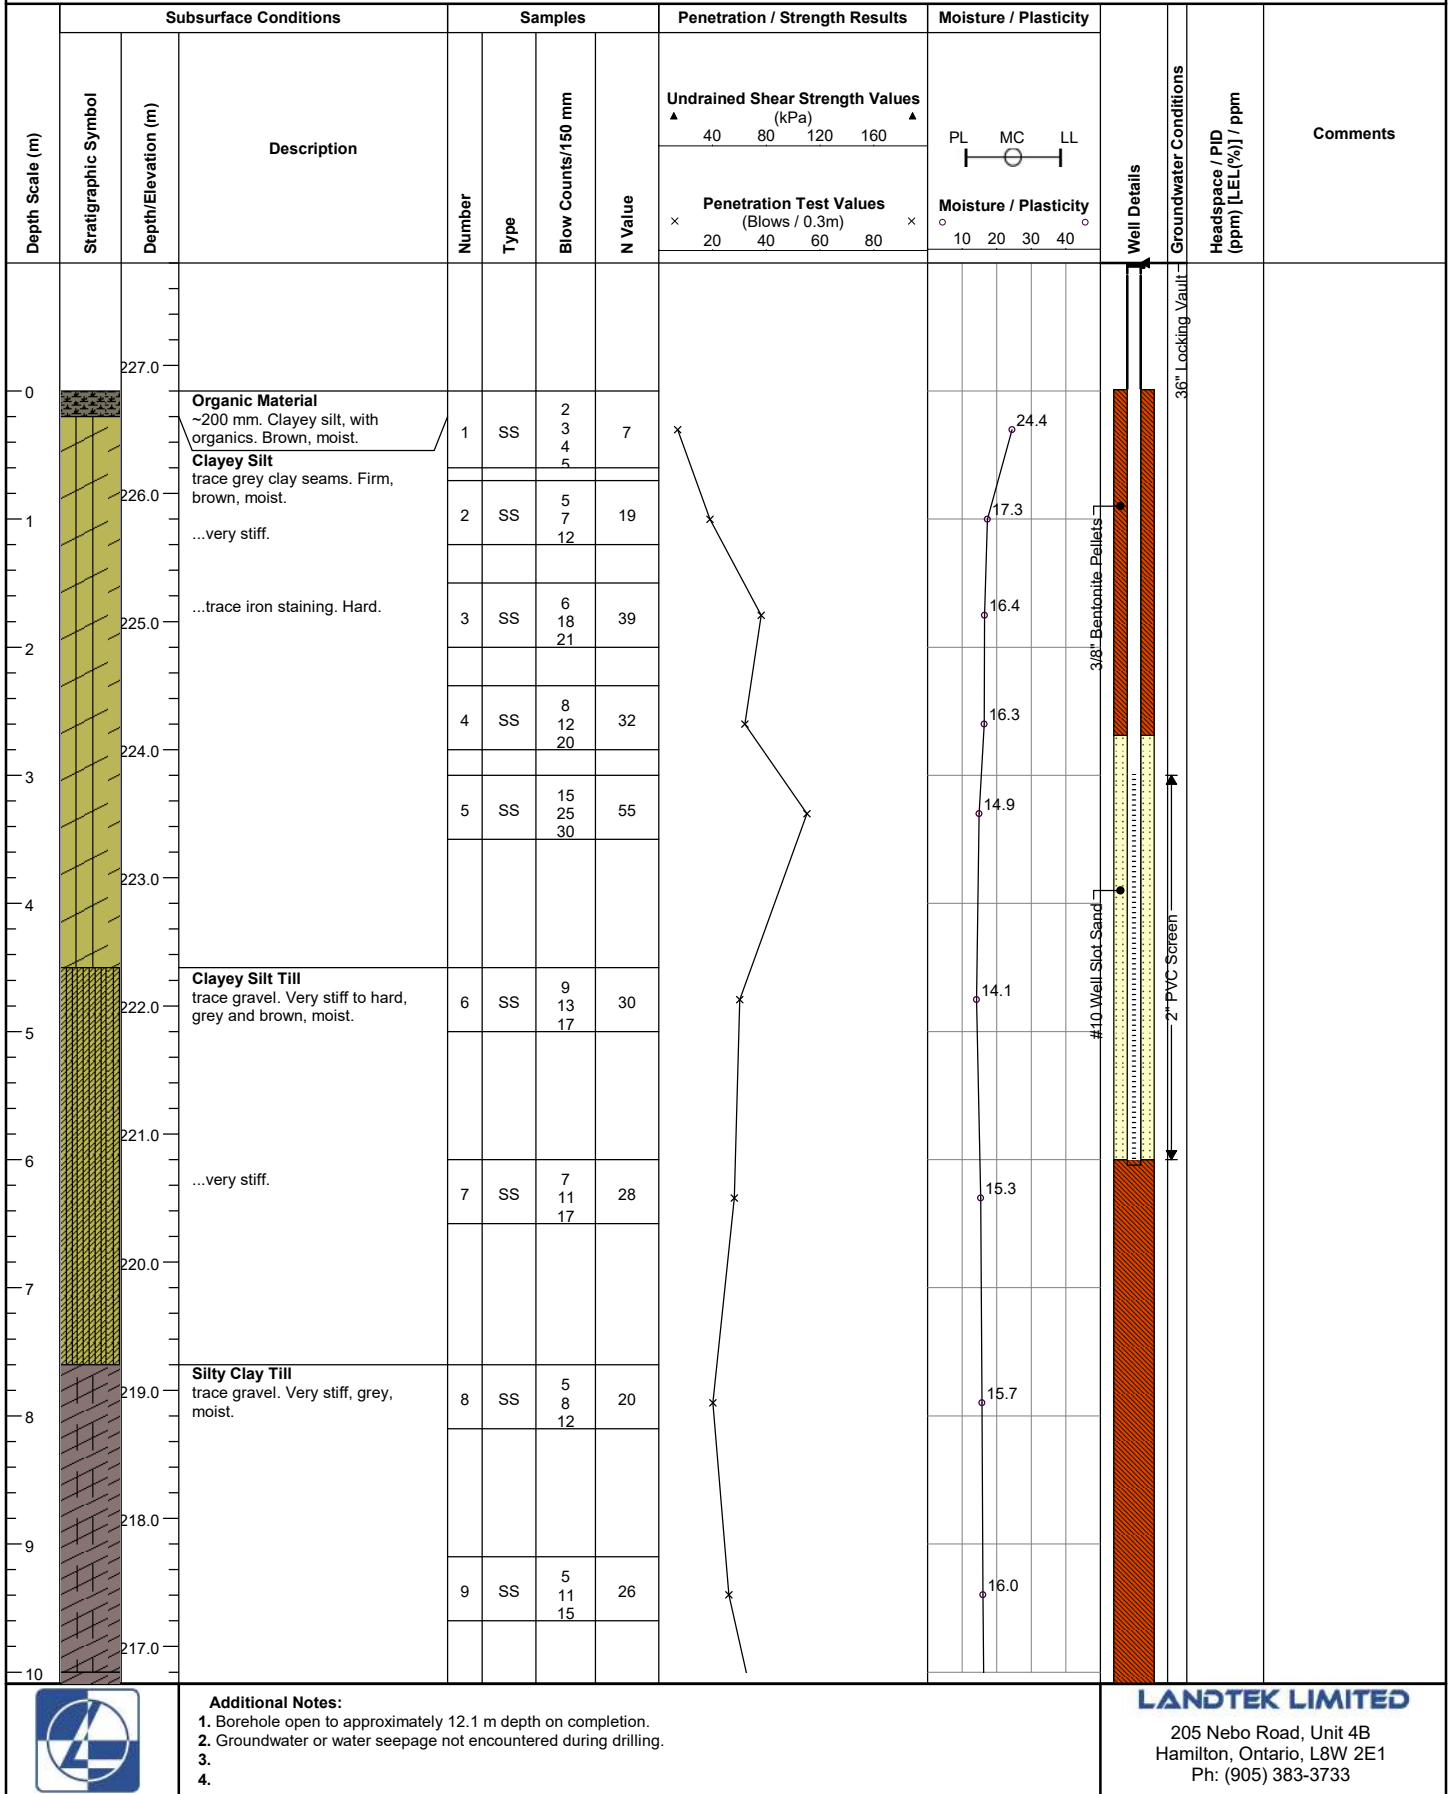 Subsurface Conditions
Samples
Penetration / Strength Results
Moisture / Plasticity
Depth Scale (m)
Stratigraphic Symbol
Depth/Elevation (m)
Description
Number
Type
Blow Counts/150 mm
N Value
Undrained Shear Strength Values
(kPa)
40 80 120 160
Penetration Test Values
(Blows / 0.3m)
20 40 60 80
PL MC LL
Moisture / Plasticity
10 20 30 40
Well Details
Groundwater Conditions
Headspace / PID
(ppm) [LEL(%)] / ppm
Comments
36" Locking Vault
227.0
0
Organic Material
~200 mm. Clayey silt, with
organics. Brown, moist.
1 SS 7
2
3
4
5
24.4
Clayey Silt
trace grey clay seams. Firm,
brown, moist.
226.0
...very stiff.
1
2 SS 19
5
7
12
17.3
3/8" Bentonite Pellets
...trace iron staining. Hard.
225.0
3 SS 39
6
18
21
16.4
2
4 SS 32
8
12
20
16.3
224.0
3
5 SS 55
15
25
30
14.9
223.0
4
#10 Well Slot Sand
2" PVC Screen
Clayey Silt Till
trace gravel. Very stiff to hard,
grey and brown, moist.
222.0
6 SS 30
9
13
17
14.1
5
221.0
6
...very stiff.
7 SS 28
7
11
17
15.3
220.0
7
Silty Clay Till
trace gravel. Very stiff, grey,
moist.
219.0
8 SS 20
5
8
12
15.7
8
218.0
9
9 SS 26
5
11
15
16.0
217.0
10
Additional Notes:
1. Borehole open to approximately 12.1 m depth on completion.
2. Groundwater or water seepage not encountered during drilling.
3.
4.
LANDTEK LIMITED
205 Nebo Road, Unit 4B
Hamilton, Ontario, L8W 2E1
Ph: (905) 383-3733